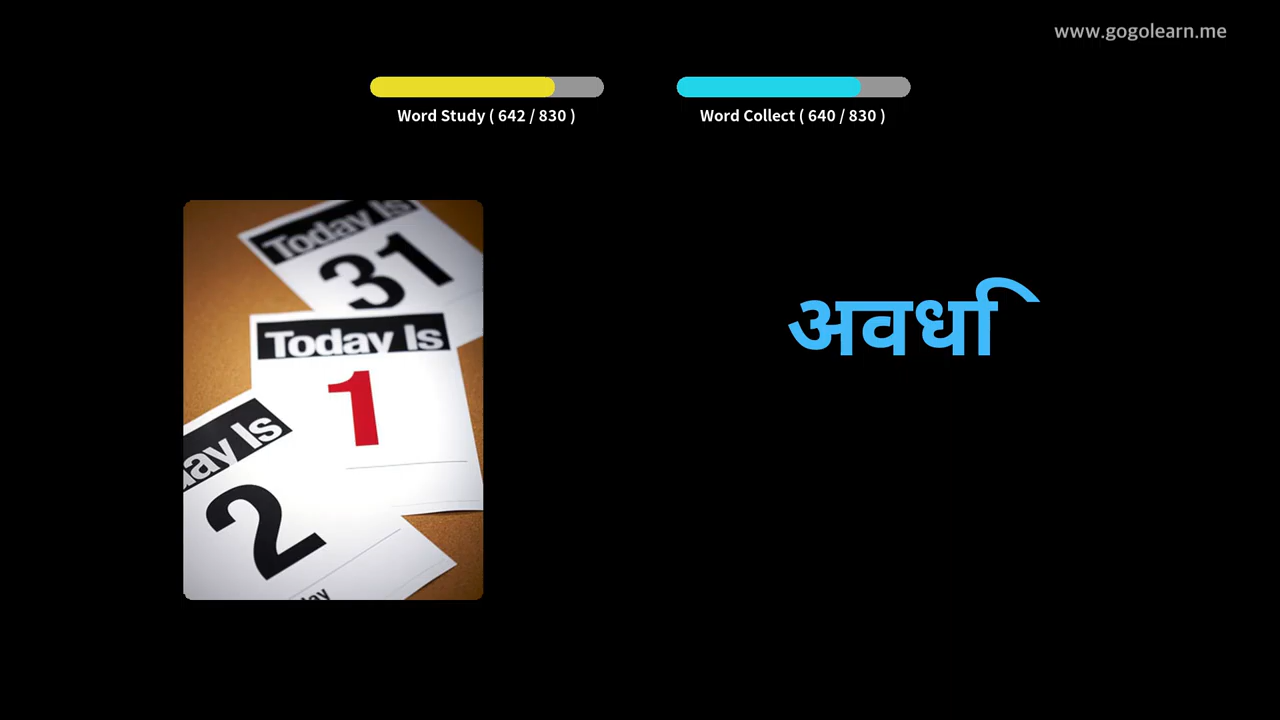 www.gogolearn.me
Word Study ( 642 / 830 )
Word Collect ( 640 / 830 )
Today Is
31
Today Is
1
ay Is
2
अवधि